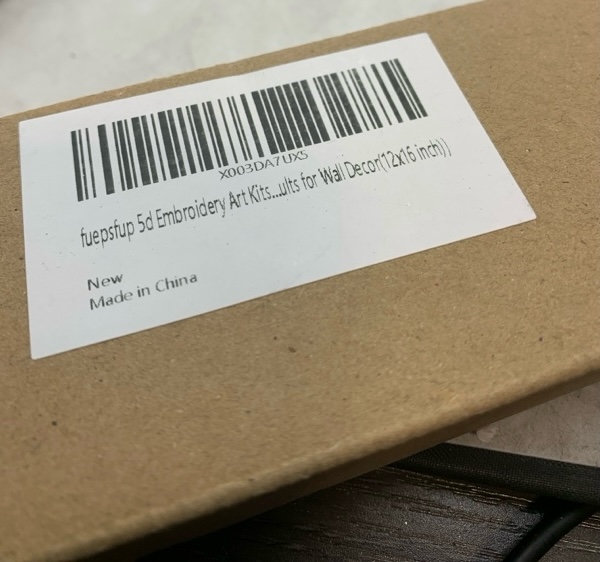 X003DA7UX5
fuepsfup 5d Embroidery Art Kits...ults for Wall Decor(12x16 inch))
New
Made in China